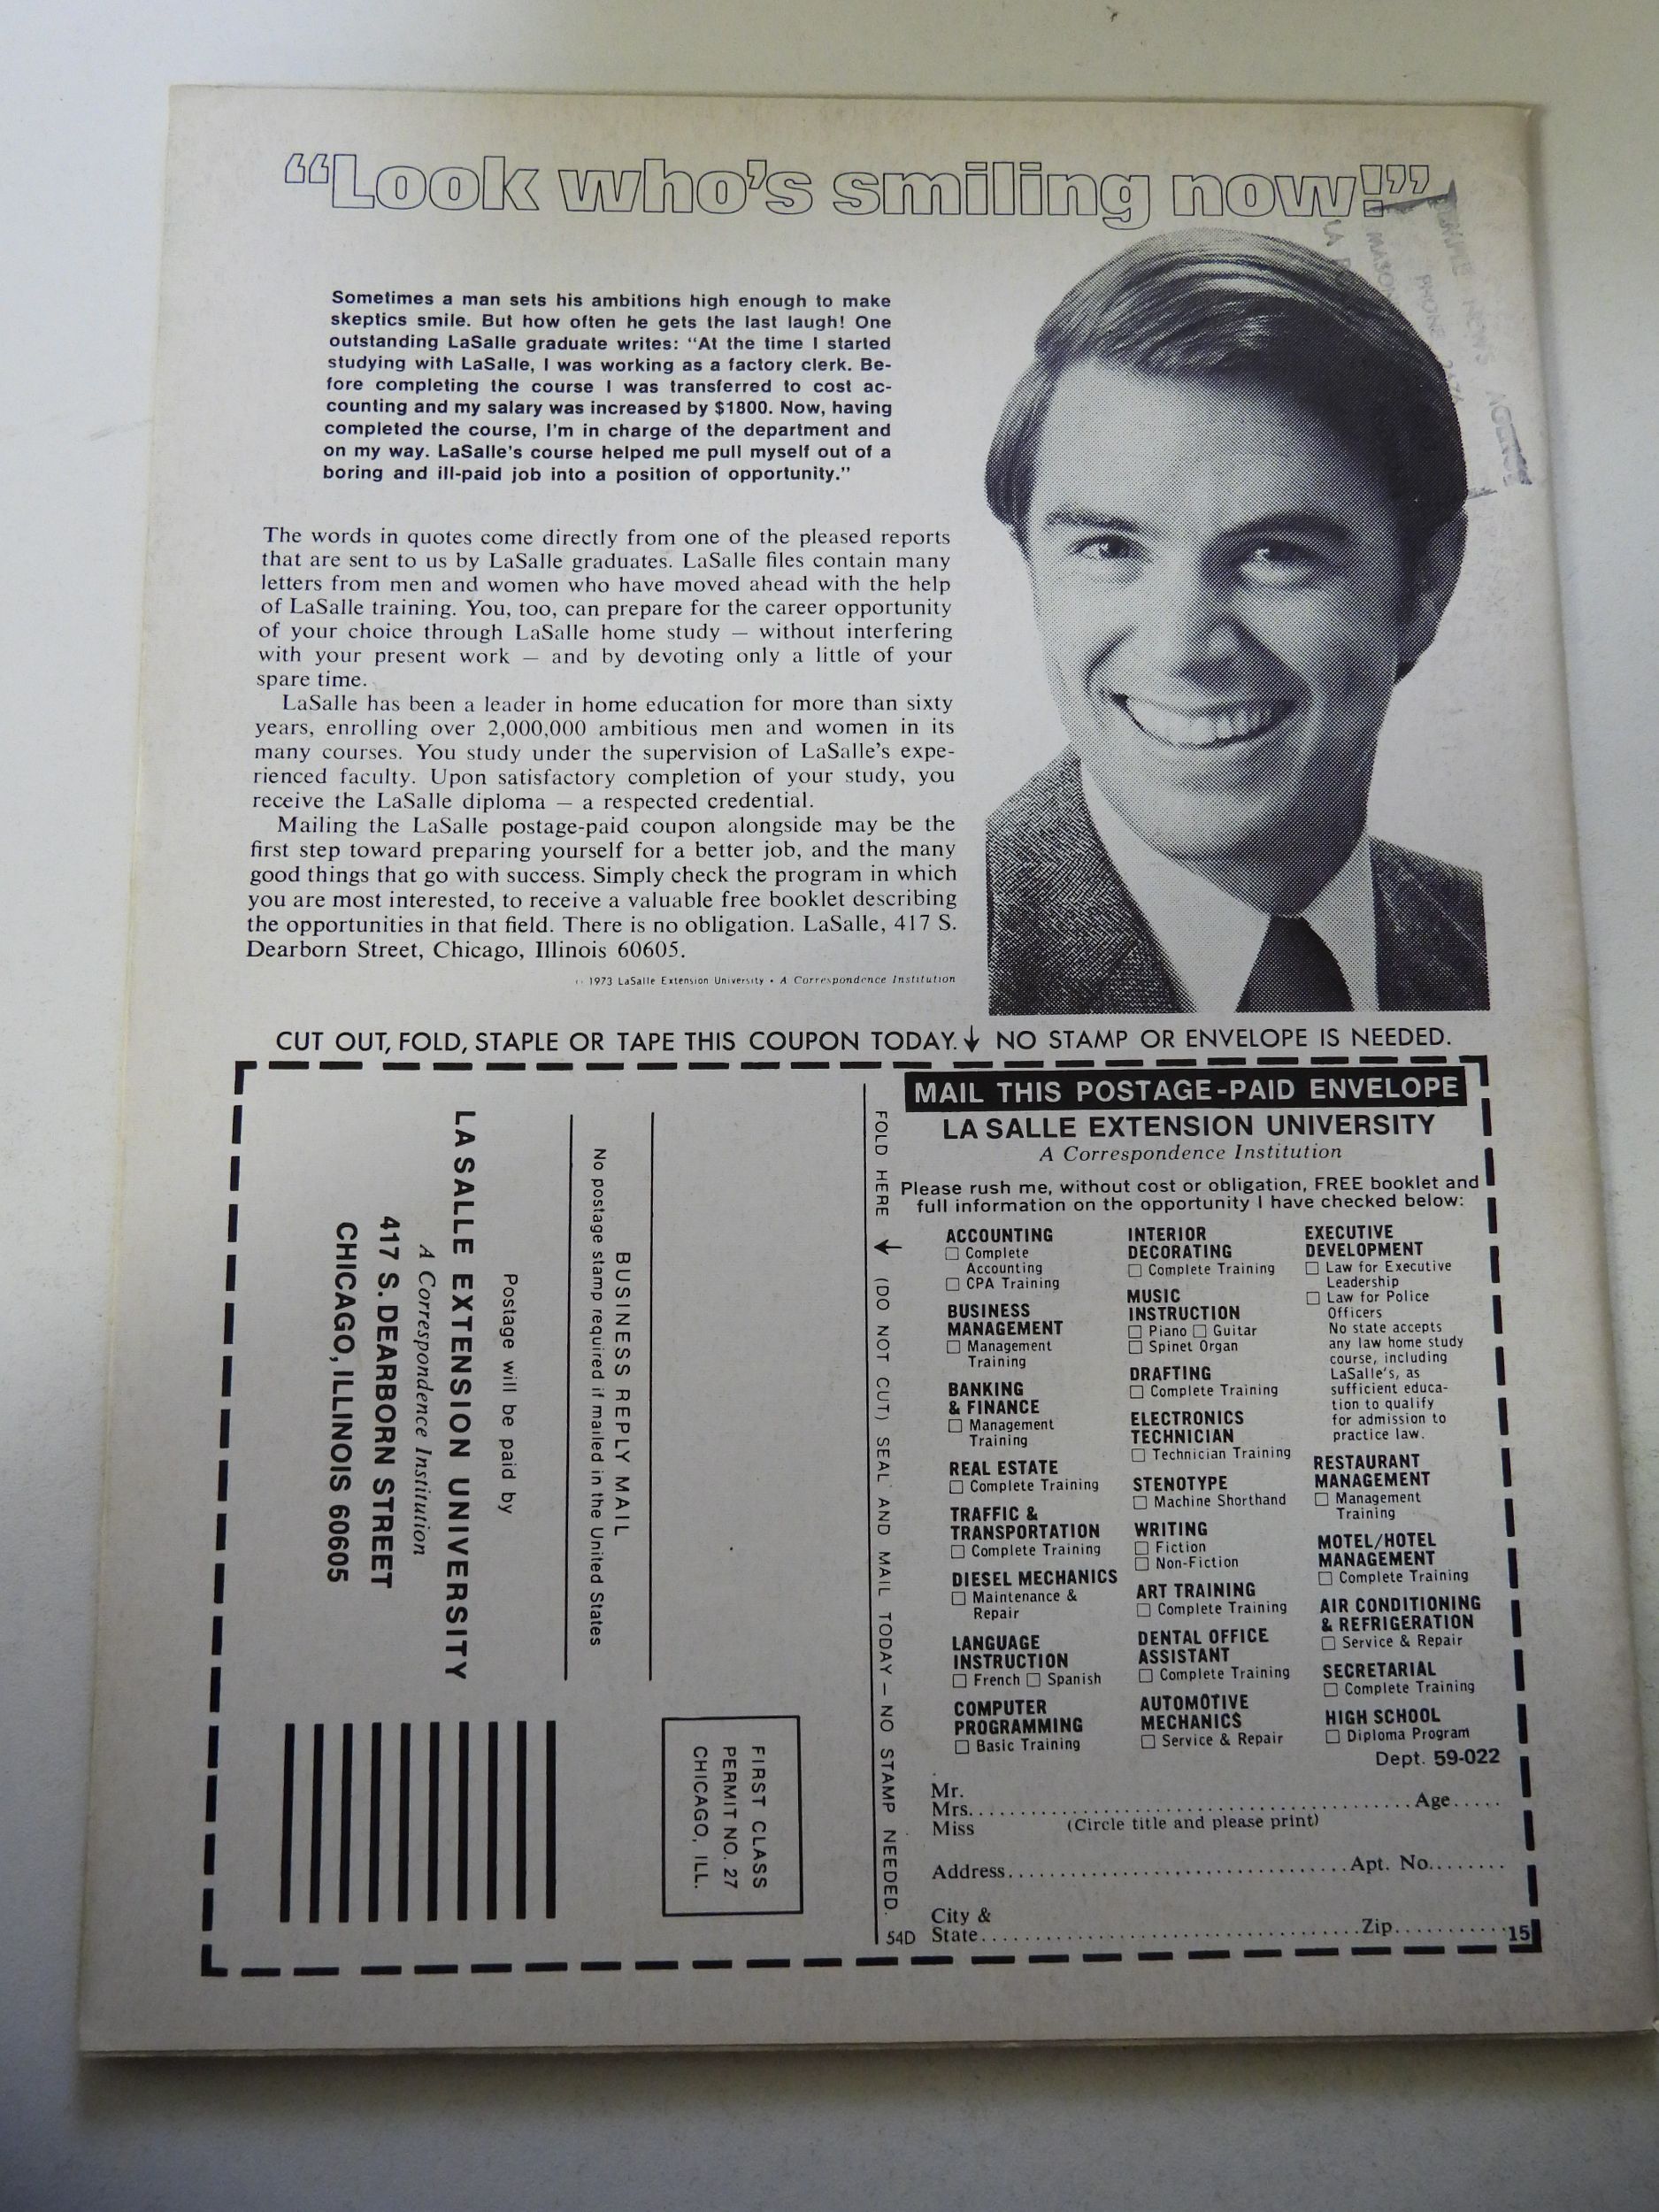 “Look who’s smiling now!”
Sometimes a man sets his ambitions high enough to make
skeptics smile. But how often he gets the last laugh! One
outstanding LaSalle graduate writes: “At the time I started
studying with LaSalle, I was working as a factory clerk. Be-
fore completing the course I was transferred to cost ac-
counting and my salary was increased by $1800. Now, having
completed the course, I’m in charge of the department and
on my way. LaSalle’s course helped me pull myself out of a
boring and ill-paid job into a position of opportunity.”
The words in quotes come directly from one of the pleased reports
that are sent to us by LaSalle graduates. LaSalle files contain many
letters from men and women who have moved ahead with the help
of LaSalle training. You, too, can prepare for the career opportunity
of your choice through LaSalle home study — without interfering
with your present work — and by devoting only a little of your
spare time.
LaSalle has been a leader in home education for more than sixty
years, enrolling over 2,000,000 ambitious men and women in its
many courses. You study under the supervision of LaSalle’s expe-
rienced faculty. Upon satisfactory completion of your study, you
receive the LaSalle diploma — a respected credential.
Mailing the LaSalle postage-paid coupon alongside may be the
first step toward preparing yourself for a better job, and the many
good things that go with success. Simply check the program in which
you are most interested, to receive a valuable free booklet describing
the opportunities in that field. There is no obligation. LaSalle, 417 S.
Dearborn Street, Chicago, Illinois 60605.
1973 LaSalle Extension University • A Correspondence Institution
NEWS AGENCY
PHONE
LA
CUT OUT, FOLD, STAPLE OR TAPE THIS COUPON TODAY. ↓ NO STAMP OR ENVELOPE IS NEEDED.
BUSINESS REPLY MAIL
No postage stamp required if mailed in the United States
Postage will be paid by
LA SALLE EXTENSION UNIVERSITY
A Correspondence Institution
417 S. DEARBORN STREET
CHICAGO, ILLINOIS 60605
FIRST CLASS
PERMIT NO. 27
CHICAGO, ILL.
FOLD HERE → (DO NOT CUT) SEAL AND MAIL TODAY — NO STAMP NEEDED.
MAIL THIS POSTAGE-PAID ENVELOPE
LA SALLE EXTENSION UNIVERSITY
A Correspondence Institution
Please rush me, without cost or obligation, FREE booklet and
full information on the opportunity I have checked below:
ACCOUNTING
☐ Complete
Accounting
☐ CPA Training
BUSINESS
MANAGEMENT
☐ Management
Training
BANKING
& FINANCE
☐ Management
Training
REAL ESTATE
☐ Complete Training
TRAFFIC &
TRANSPORTATION
☐ Complete Training
DIESEL MECHANICS
☐ Maintenance &
Repair
LANGUAGE
INSTRUCTION
☐ French ☐ Spanish
COMPUTER
PROGRAMMING
☐ Basic Training
INTERIOR
DECORATING
☐ Complete Training
MUSIC
INSTRUCTION
☐ Piano ☐ Guitar
☐ Spinet Organ
DRAFTING
☐ Complete Training
ELECTRONICS
TECHNICIAN
☐ Technician Training
STENOTYPE
☐ Machine Shorthand
WRITING
☐ Fiction
☐ Non-Fiction
ART TRAINING
☐ Complete Training
DENTAL OFFICE
ASSISTANT
☐ Complete Training
AUTOMOTIVE
MECHANICS
☐ Service & Repair
EXECUTIVE
DEVELOPMENT
☐ Law for Executive
Leadership
☐ Law for Police
Officers
No state accepts
any law home study
course, including
LaSalle’s, as
sufficient educa-
tion to qualify
for admission to
practice law.
RESTAURANT
MANAGEMENT
☐ Management
Training
MOTEL/HOTEL
MANAGEMENT
☐ Complete Training
AIR CONDITIONING
& REFRIGERATION
☐ Service & Repair
SECRETARIAL
☐ Complete Training
HIGH SCHOOL
☐ Diploma Program
Dept. 59-022
Mr.
Mrs. Age
Miss (Circle title and please print)
Address Apt. No.
City &
State Zip
54D
15